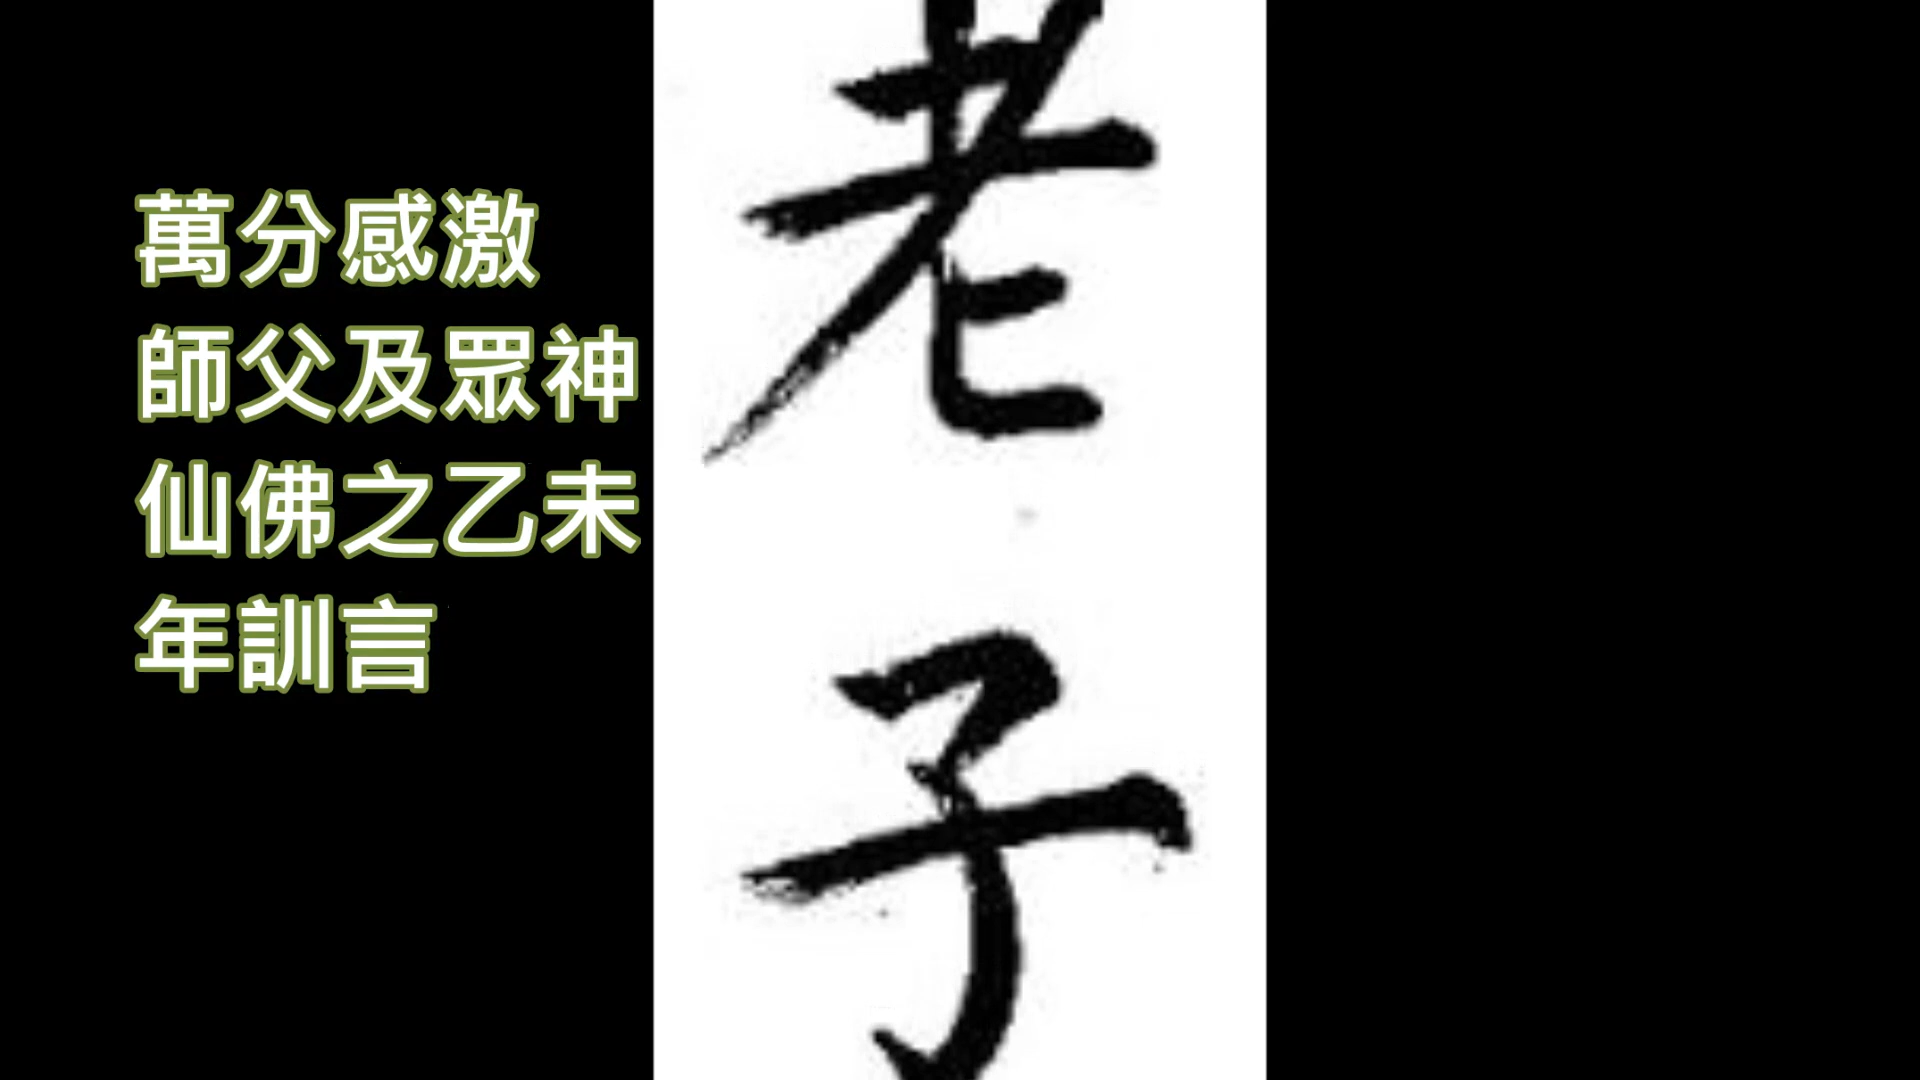 萬分感激
師父及眾神
仙佛之乙未
年訓言
老子